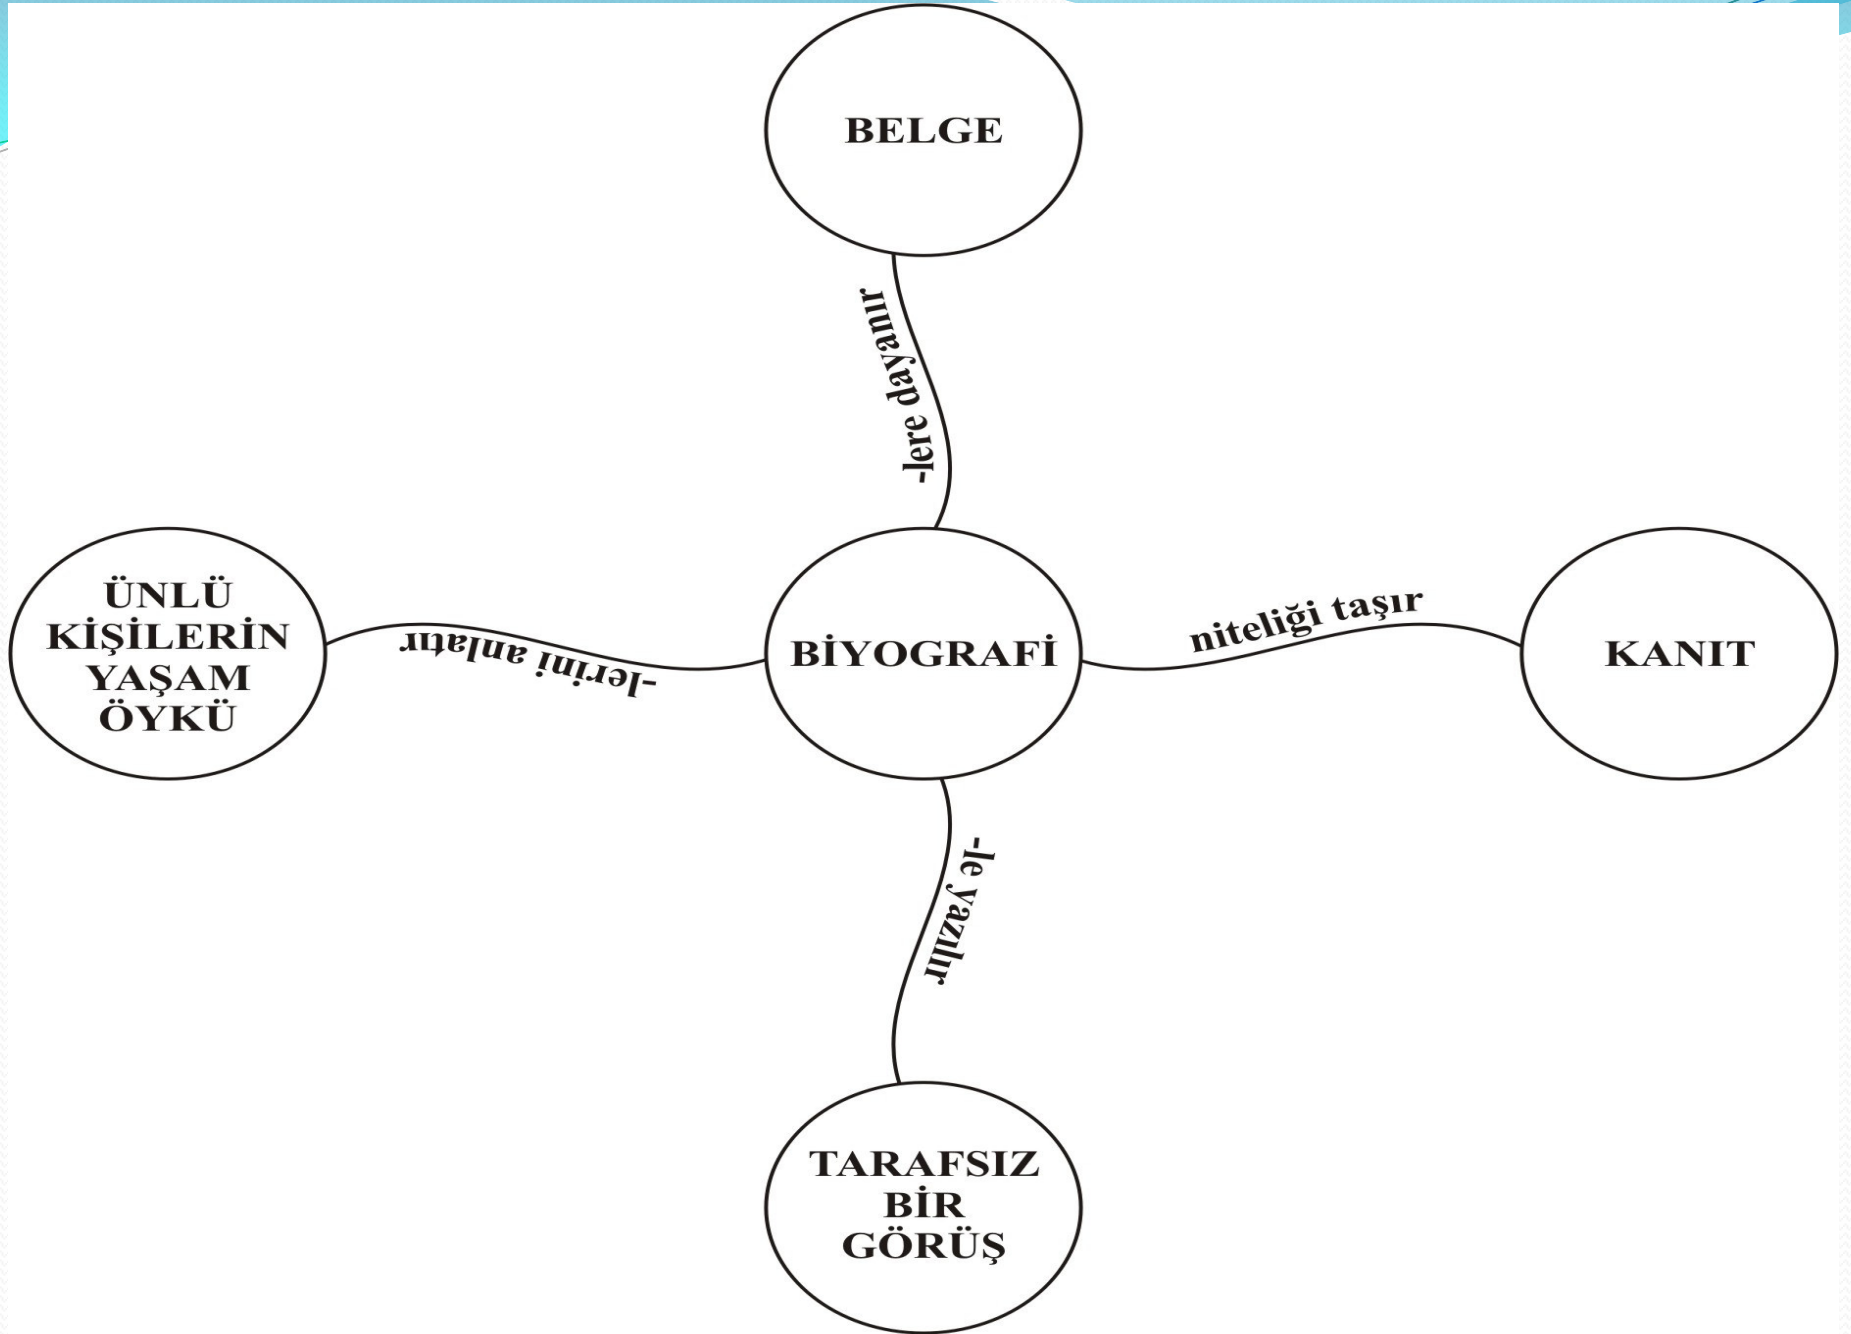 BELGE
-lere dayanır
ÜNLÜ
KİŞİLERİN
YAŞAM
ÖYKÜ
-lerini anlatır
BİYOGRAFİ
niteliği taşır
KANIT
-le yazılır
TARAFSIZ
BİR
GÖRÜŞ